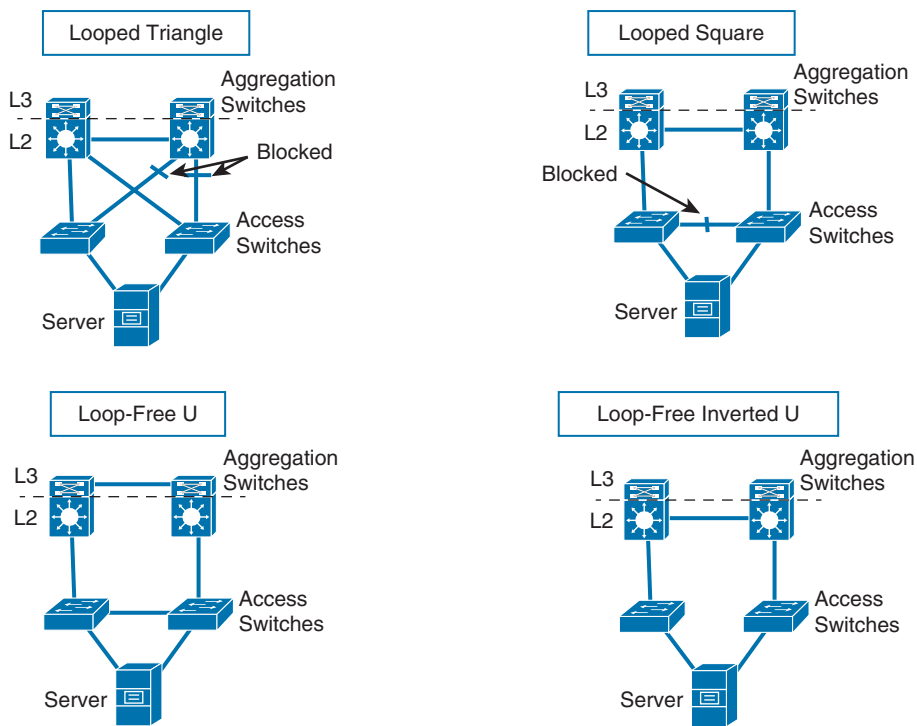 Looped Triangle
Aggregation
Switches
L3
L2
Blocked
Access
Switches
Server
Looped Square
Aggregation
Switches
L3
L2
Blocked
Access
Switches
Server
Loop-Free U
Aggregation
Switches
L3
L2
Access
Switches
Server
Loop-Free Inverted U
Aggregation
Switches
L3
L2
Access
Switches
Server